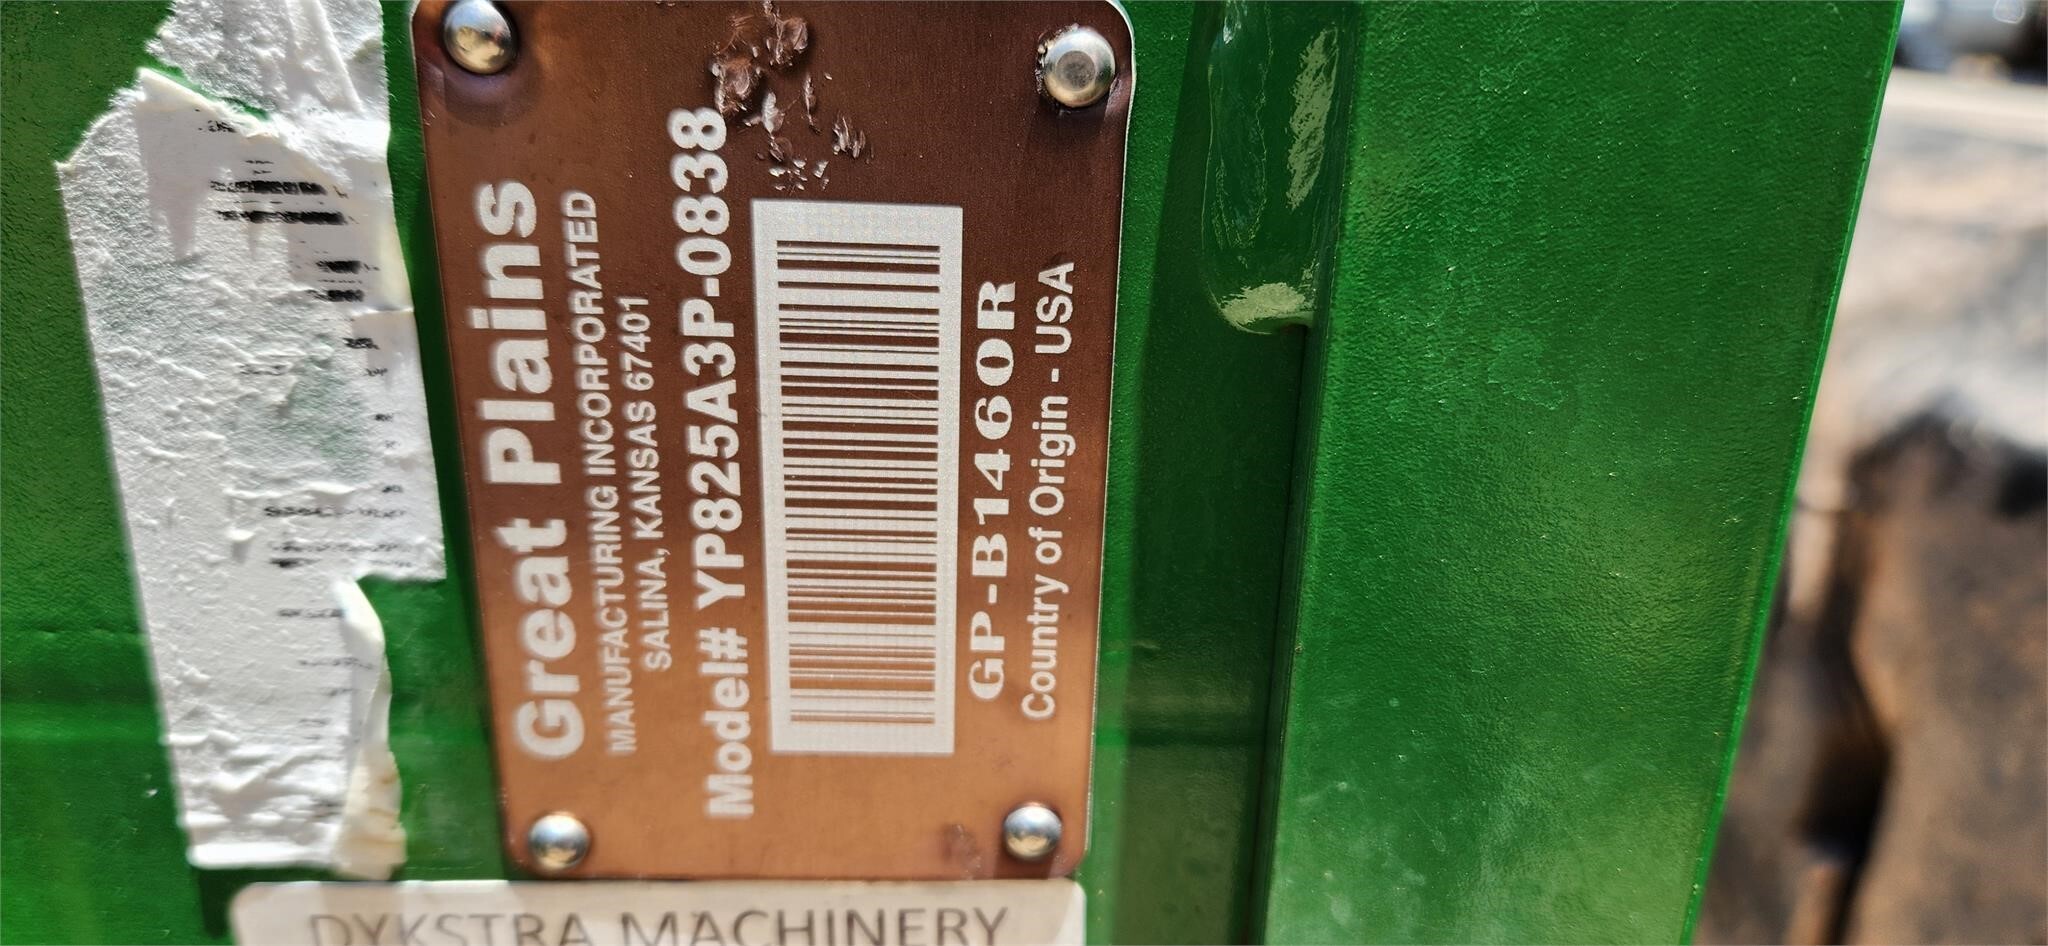 Great Plains
MANUFACTURING INCORPORATED
SALINA, KANSAS 67401
Model# YP825A3P-0838
GP-B1460R
Country of Origin - USA
DYKSTRA MACHINERY